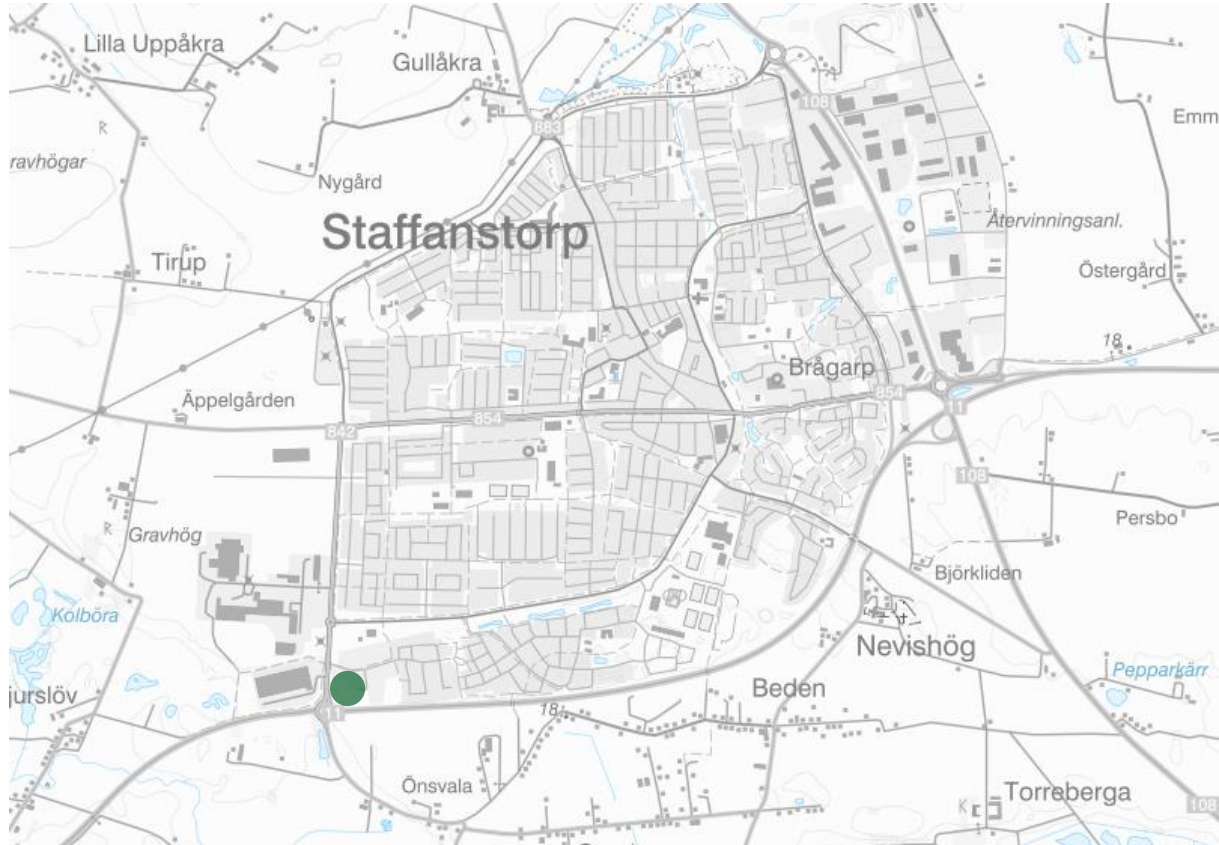 Lilla Uppåkra
Gullåkra
108
Emm
R
883
ravhögar
Nygård
Staffanstorp
Återvinningsanl.
Tirup
Östergård
18
Brågarp
Äppelgården
854
854
11
842
108
Persbo
Gravhög
R
Björkliden
Kolböra
Nevishög
Pepparkärr
jurslöv
Beden
11
18
Önsvala
Torreberga
108
K